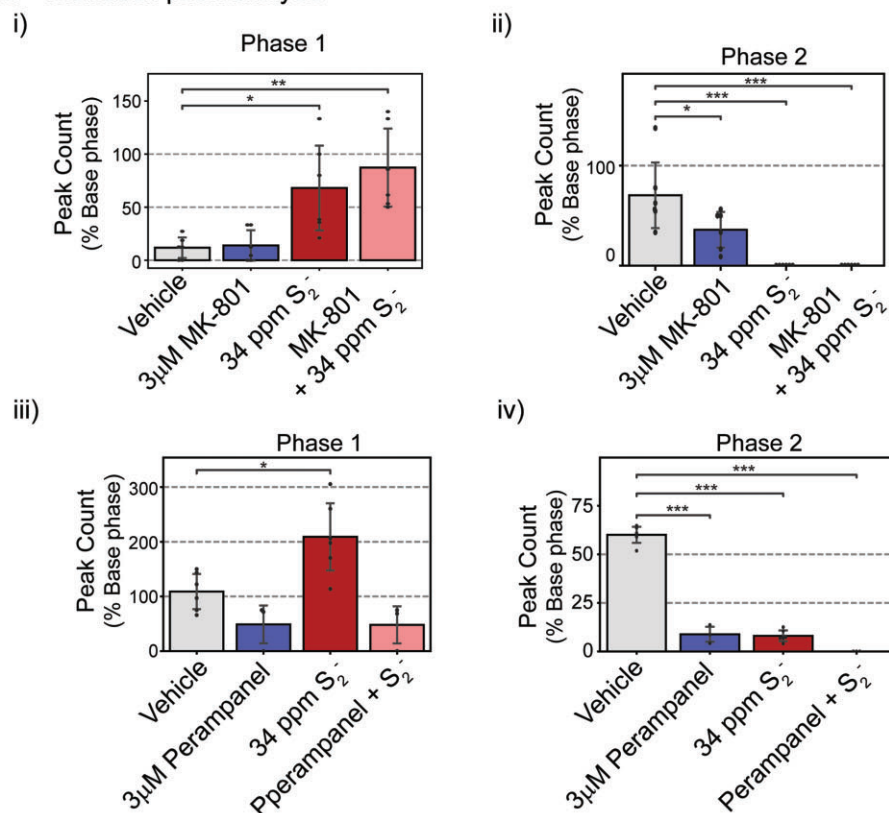 i)
Phase 1
Peak Count
(% Base phase)
150
100
50
0
*
**
Vehicle
3μM MK-801
34 ppm S₂⁻
MK-801
+ 34 ppm S₂⁻
ii)
Phase 2
Peak Count
(% Base phase)
100
0
***
***
*
Vehicle
3μM MK-801
34 ppm S₂⁻
MK-801
+ 34 ppm S₂⁻
iii)
Phase 1
Peak Count
(% Base phase)
300
200
100
0
*
Vehicle
3μM Perampanel
34 ppm S₂⁻
Pperampanel + S₂⁻
iv)
Phase 2
Peak Count
(% Base phase)
75
50
25
0
***
***
***
Vehicle
3μM Perampanel
34 ppm S₂⁻
Perampanel + S₂⁻